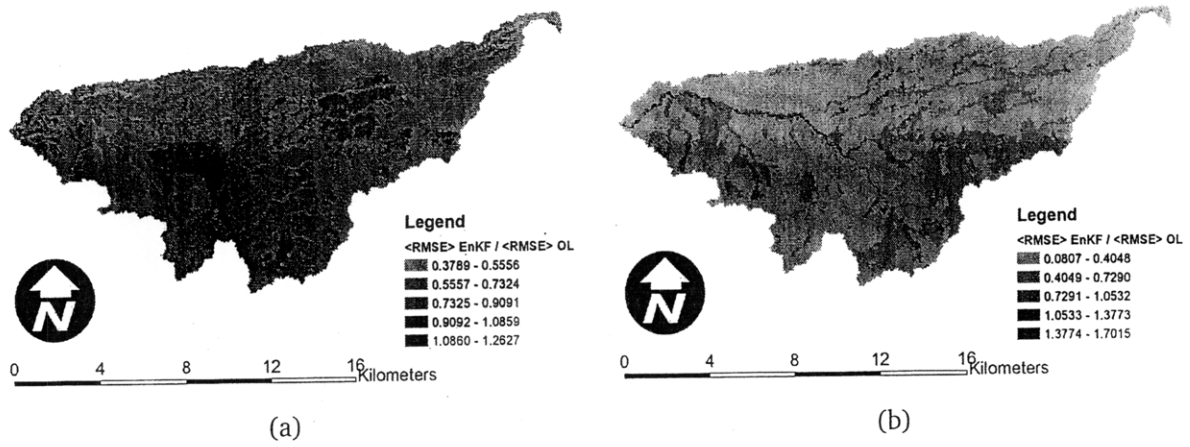 Legend
<RMSE> EnKF / <RMSE> OL
0.3789 - 0.5556
0.5557 - 0.7324
0.7325 - 0.9091
0.9092 - 1.0859
1.0860 - 1.2627
N
0 4 8 12 16
Kilometers
(a)
Legend
<RMSE> EnKF / <RMSE> OL
0.0807 - 0.4048
0.4049 - 0.7290
0.7291 - 1.0532
1.0533 - 1.3773
1.3774 - 1.7015
N
0 4 8 12 16
Kilometers
(b)